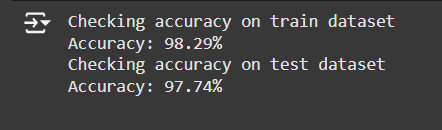 Checking accuracy on train dataset
Accuracy: 98.29%
Checking accuracy on test dataset
Accuracy: 97.74%